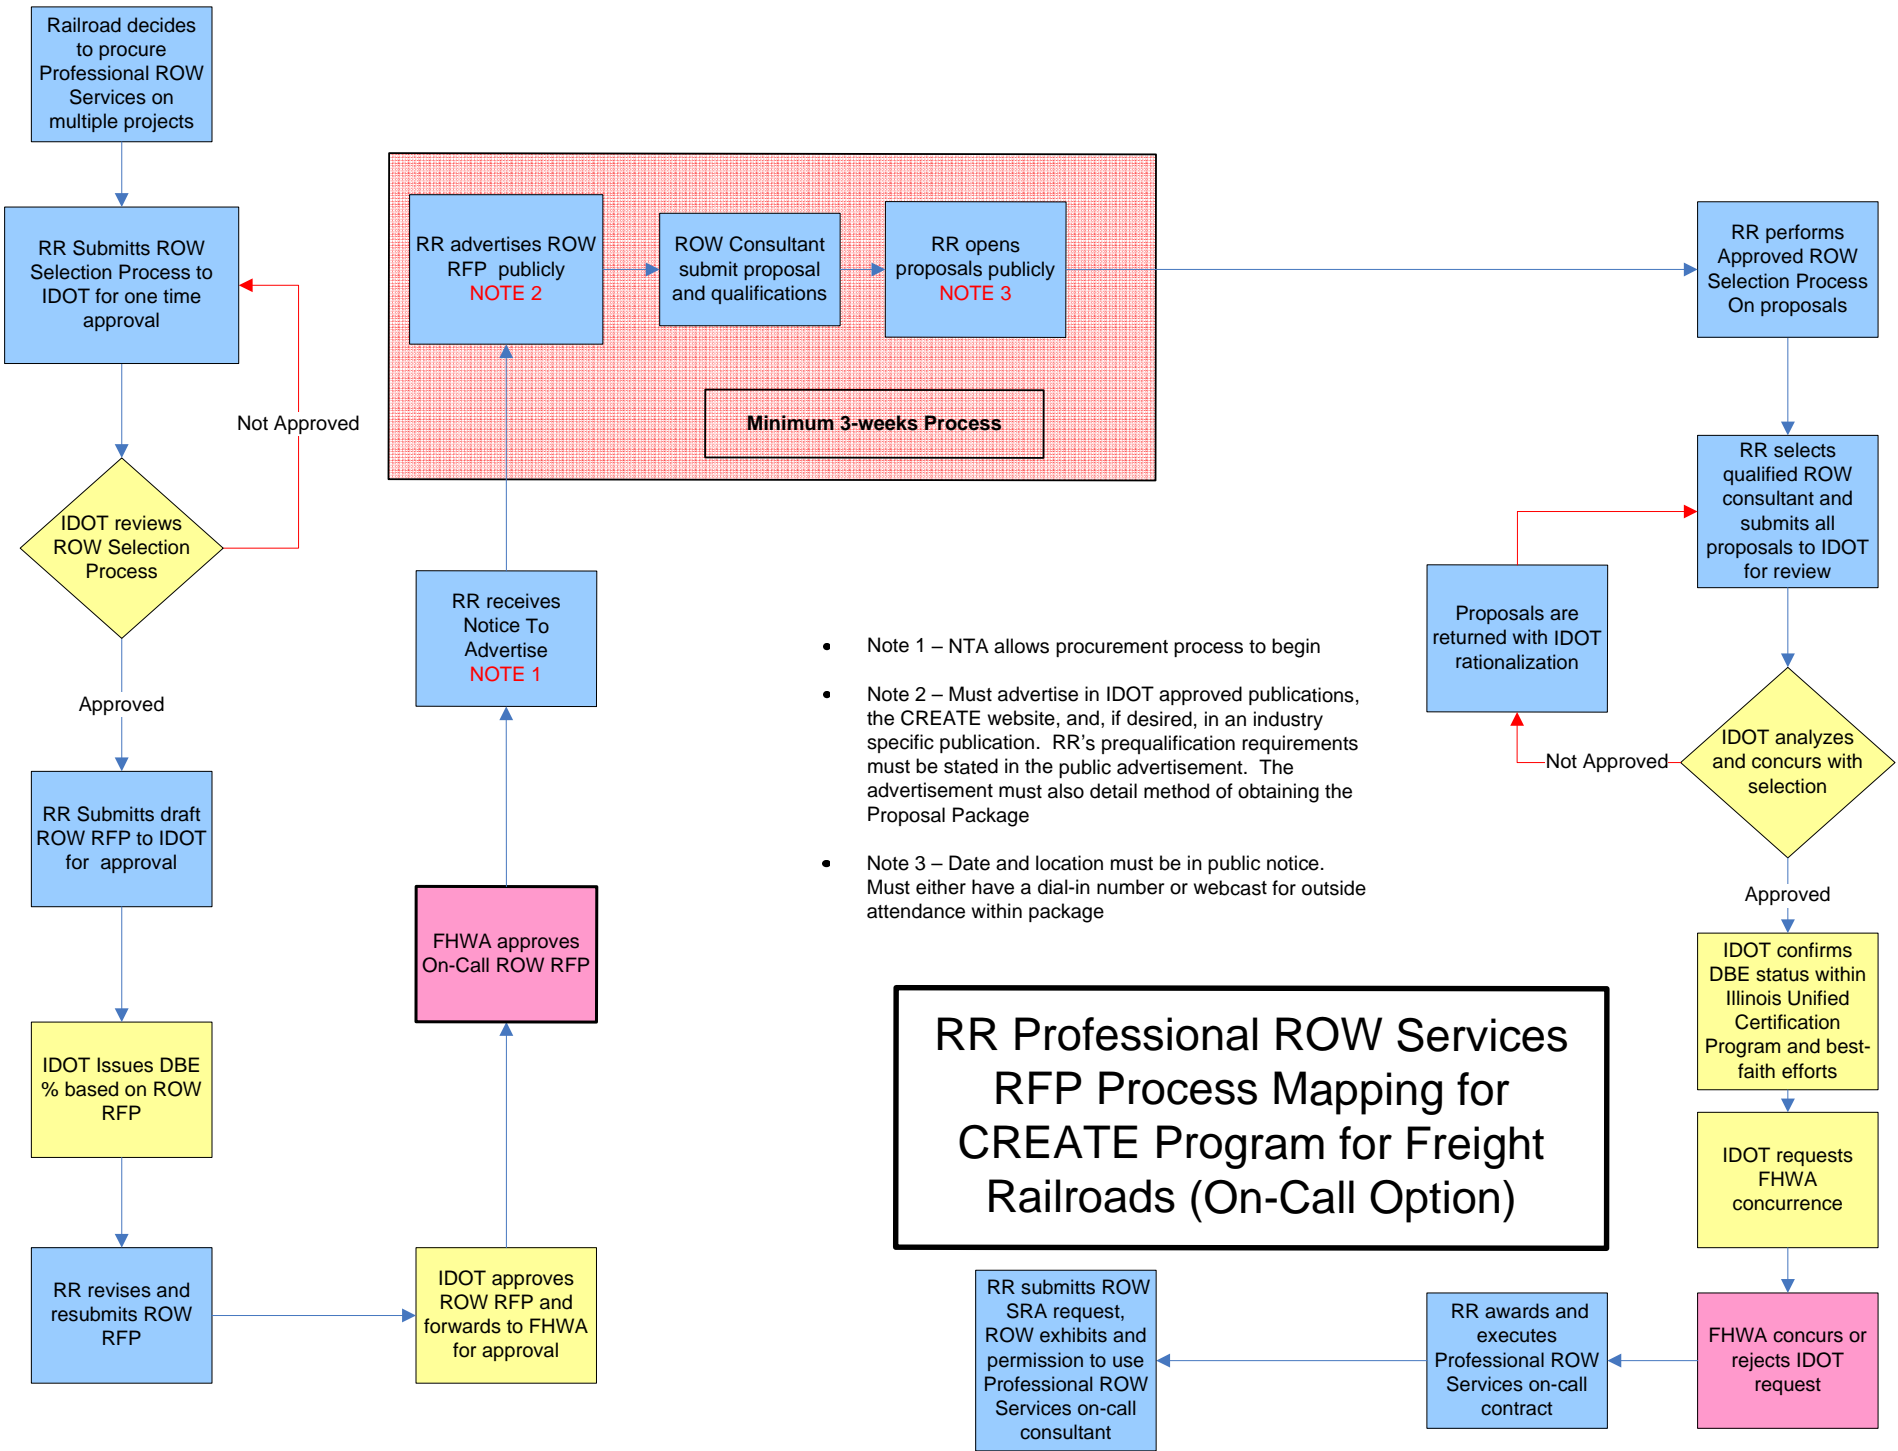 Railroad decides
to procure
Professional ROW
Services on
multiple projects
RR Submitts ROW
Selection Process to
IDOT for one time
approval
Not Approved
IDOT reviews
ROW Selection
Process
Approved
RR Submitts draft
ROW RFP to IDOT
for approval
IDOT Issues DBE
% based on ROW
RFP
RR revises and
resubmits ROW
RFP
IDOT approves
ROW RFP and
forwards to FHWA
for approval
FHWA approves
On-Call ROW RFP
RR receives
Notice To
Advertise
NOTE 1
RR advertises ROW
RFP publicly
NOTE 2
ROW Consultant
submit proposal
and qualifications
RR opens
proposals publicly
NOTE 3
Minimum 3-weeks Process
RR performs
Approved ROW
Selection Process
On proposals
RR selects
qualified ROW
consultant and
submits all
proposals to IDOT
for review
Proposals are
returned with IDOT
rationalization
Not Approved
IDOT analyzes
and concurs with
selection
Approved
IDOT confirms
DBE status within
Illinois Unified
Certification
Program and best-
faith efforts
IDOT requests
FHWA
concurrence
FHWA concurs or
rejects IDOT
request
RR awards and
executes
Professional ROW
Services on-call
contract
RR submitts ROW
SRA request,
ROW exhibits and
permission to use
Professional ROW
Services on-call
consultant
• Note 1 – NTA allows procurement process to begin
• Note 2 – Must advertise in IDOT approved publications,
the CREATE website, and, if desired, in an industry
specific publication. RR's prequalification requirements
must be stated in the public advertisement. The
advertisement must also detail method of obtaining the
Proposal Package
• Note 3 – Date and location must be in public notice.
Must either have a dial-in number or webcast for outside
attendance within package
RR Professional ROW Services
RFP Process Mapping for
CREATE Program for Freight
Railroads (On-Call Option)